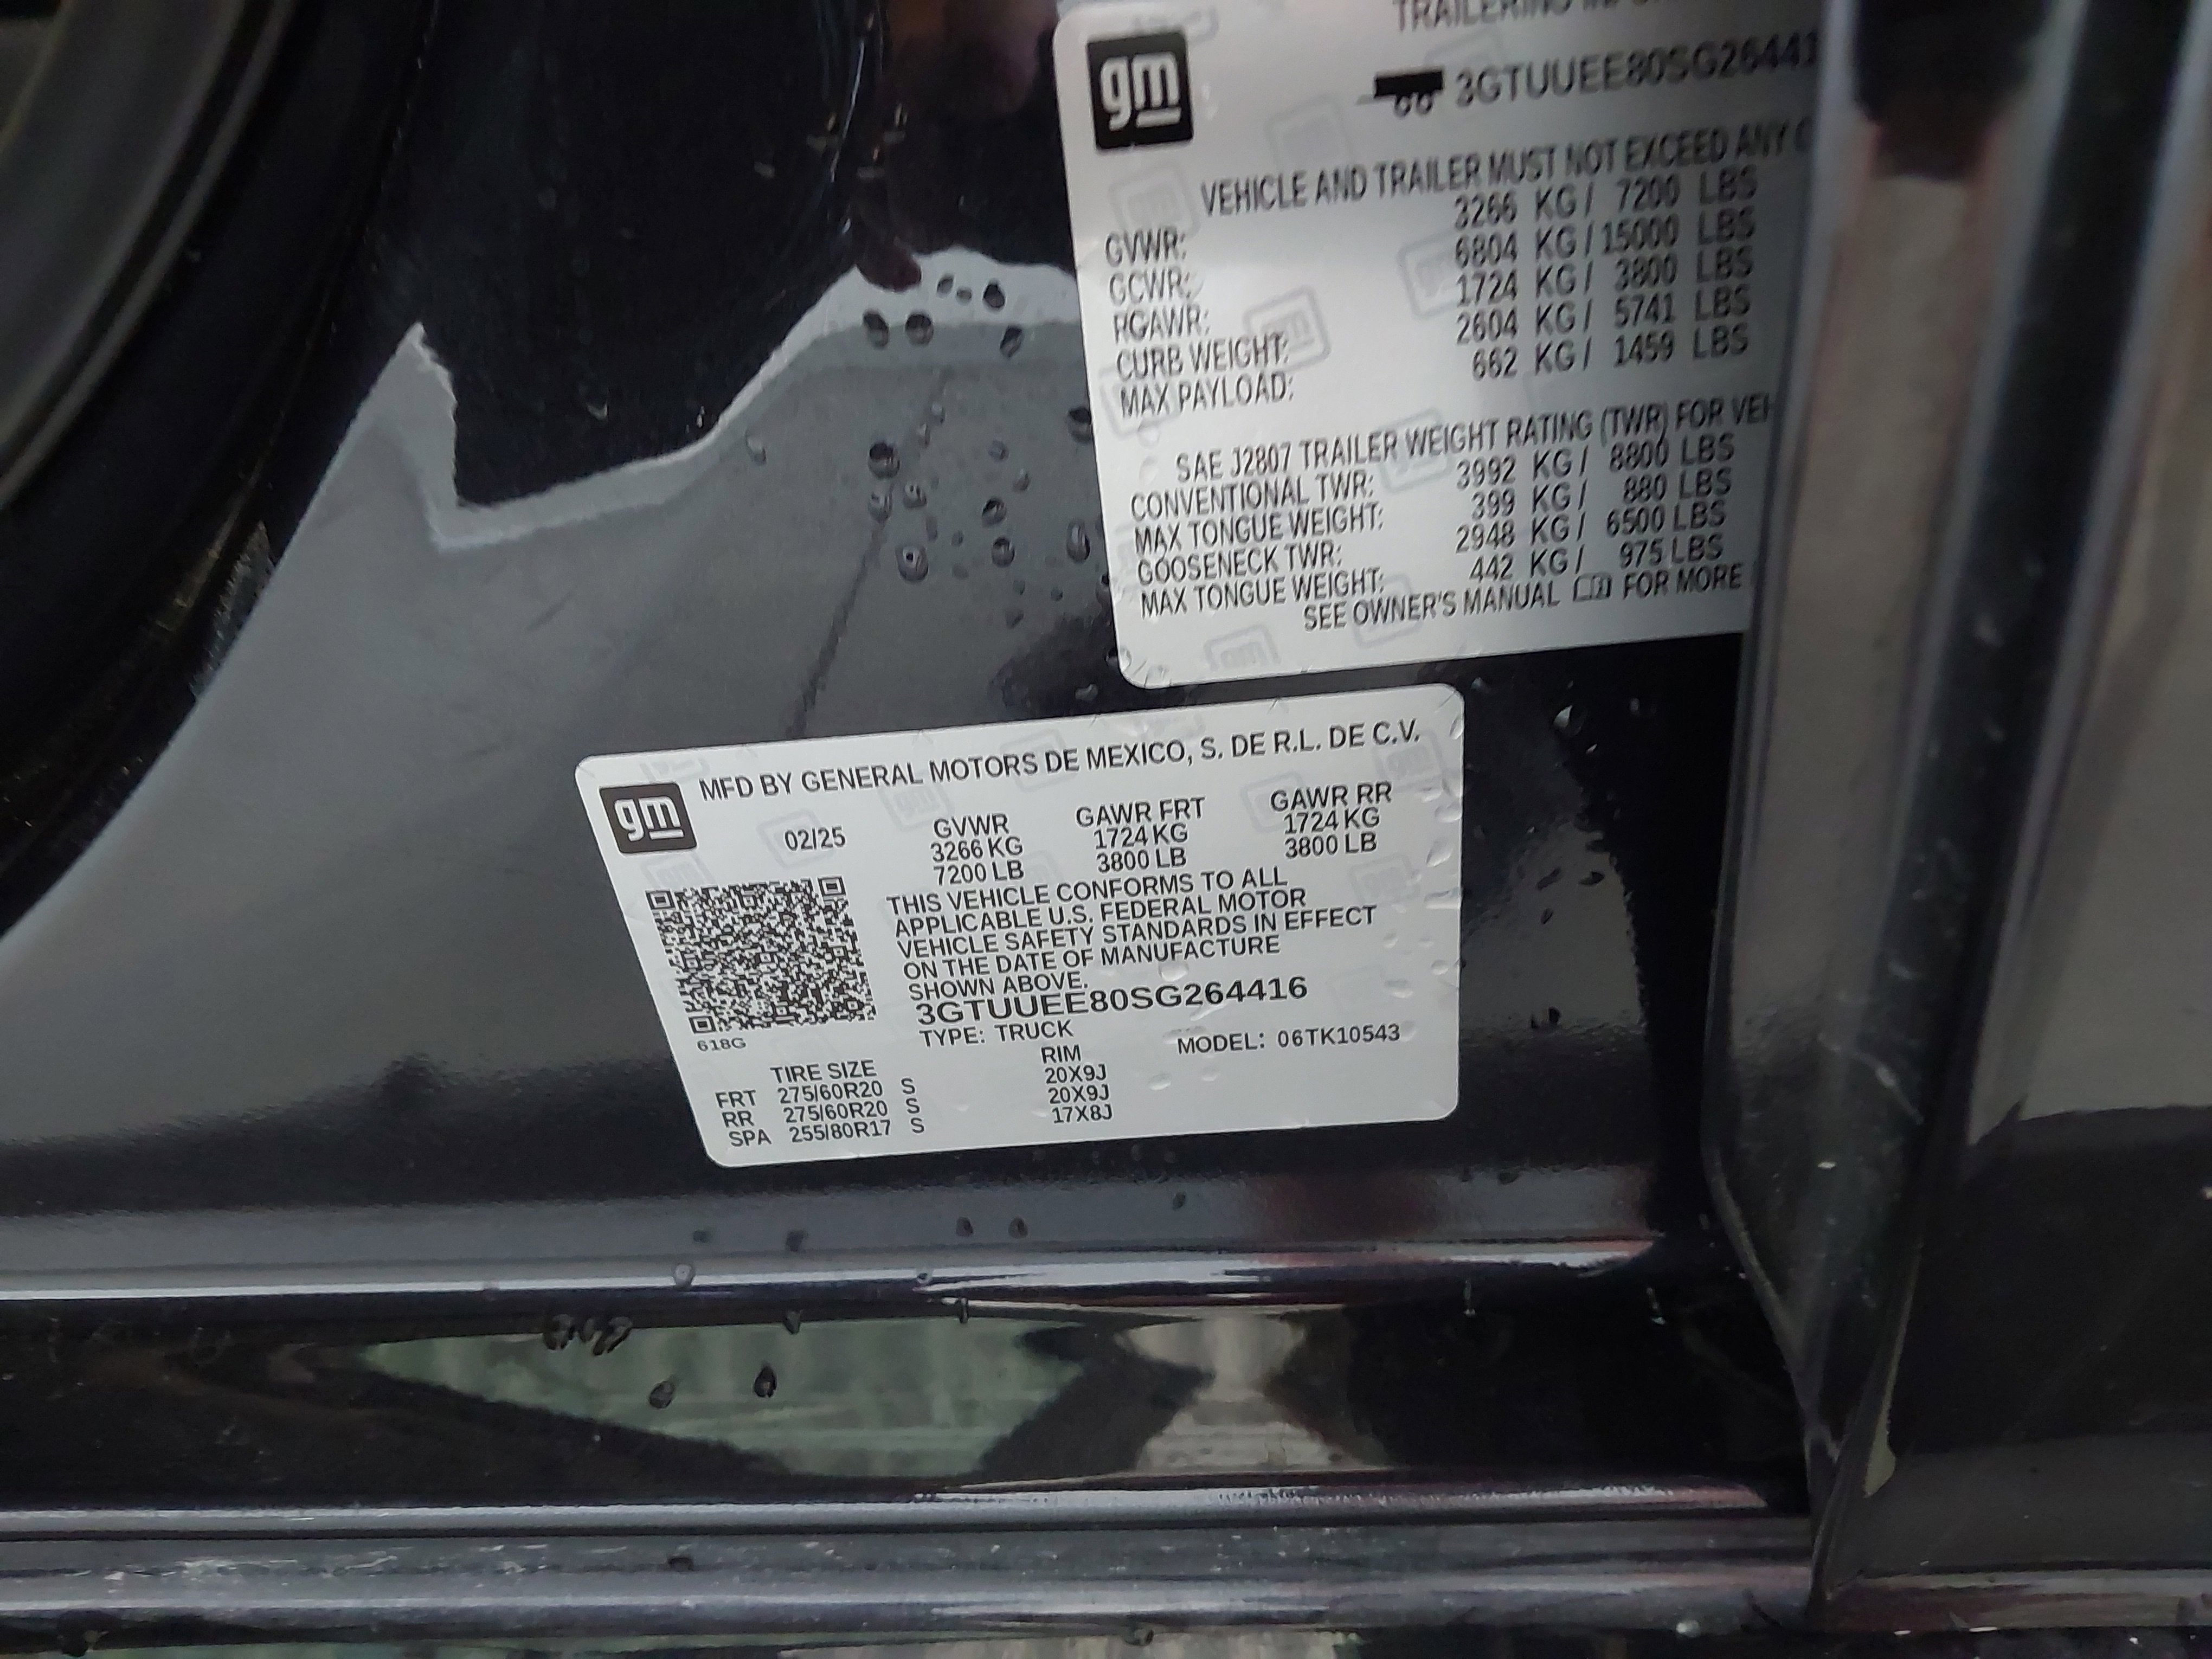 gm
3GTUUEE80SG26441
VEHICLE AND TRAILER MUST NOT EXCEED ANY
GVWR: 3266 KG / 7200 LBS
GCWR: 6804 KG / 15000 LBS
RGAWR: 1724 KG / 3800 LBS
CURB WEIGHT: 2604 KG / 5741 LBS
MAX PAYLOAD: 662 KG / 1459 LBS
SAE J2807 TRAILER WEIGHT RATING (TWR) FOR VEH
CONVENTIONAL TWR: 3992 KG / 8800 LBS
MAX TONGUE WEIGHT: 399 KG / 880 LBS
GOOSENECK TWR: 2948 KG / 6500 LBS
MAX TONGUE WEIGHT: 442 KG / 975 LBS
SEE OWNER'S MANUAL FOR MORE
gm
MFD BY GENERAL MOTORS DE MEXICO, S. DE R.L. DE C.V.
02/25 GVWR GAWR FRT GAWR RR
3266 KG 1724 KG 1724 KG
7200 LB 3800 LB 3800 LB
THIS VEHICLE CONFORMS TO ALL
APPLICABLE U.S. FEDERAL MOTOR
VEHICLE SAFETY STANDARDS IN EFFECT
ON THE DATE OF MANUFACTURE
SHOWN ABOVE.
3GTUUEE80SG264416
618G
TYPE: TRUCK MODEL: 06TK10543
TIRE SIZE RIM
FRT 275/60R20 S 20X9J
RR 275/60R20 S 20X9J
SPA 255/80R17 S 17X8J